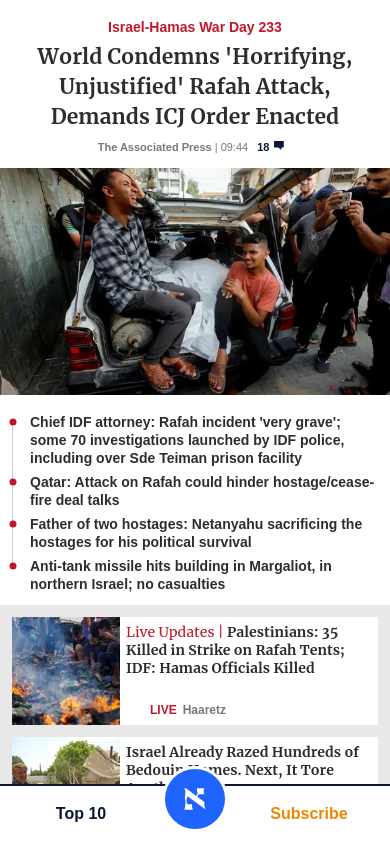 Israel-Hamas War Day 233
World Condemns 'Horrifying,
Unjustified' Rafah Attack,
Demands ICJ Order Enacted
The Associated Press | 09:44 18
Chief IDF attorney: Rafah incident 'very grave';
some 70 investigations launched by IDF police,
including over Sde Teiman prison facility
Qatar: Attack on Rafah could hinder hostage/cease-
fire deal talks
Father of two hostages: Netanyahu sacrificing the
hostages for his political survival
Anti-tank missile hits building in Margaliot, in
northern Israel; no casualties
Live Updates | Palestinians: 35
Killed in Strike on Rafah Tents;
IDF: Hamas Officials Killed
LIVE Haaretz
Israel Already Razed Hundreds of
Bedouin Homes. Next, It Tore
Top 10
Subscribe